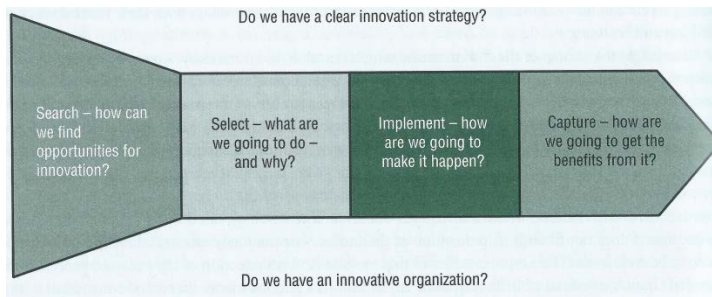 Do we have a clear innovation strategy?
Search – how can
we find
opportunities for
innovation?
Select – what are
we going to do –
and why?
Implement – how
are we going to
make it happen?
Capture – how are
we going to get the
benefits from it?
Do we have an innovative organization?